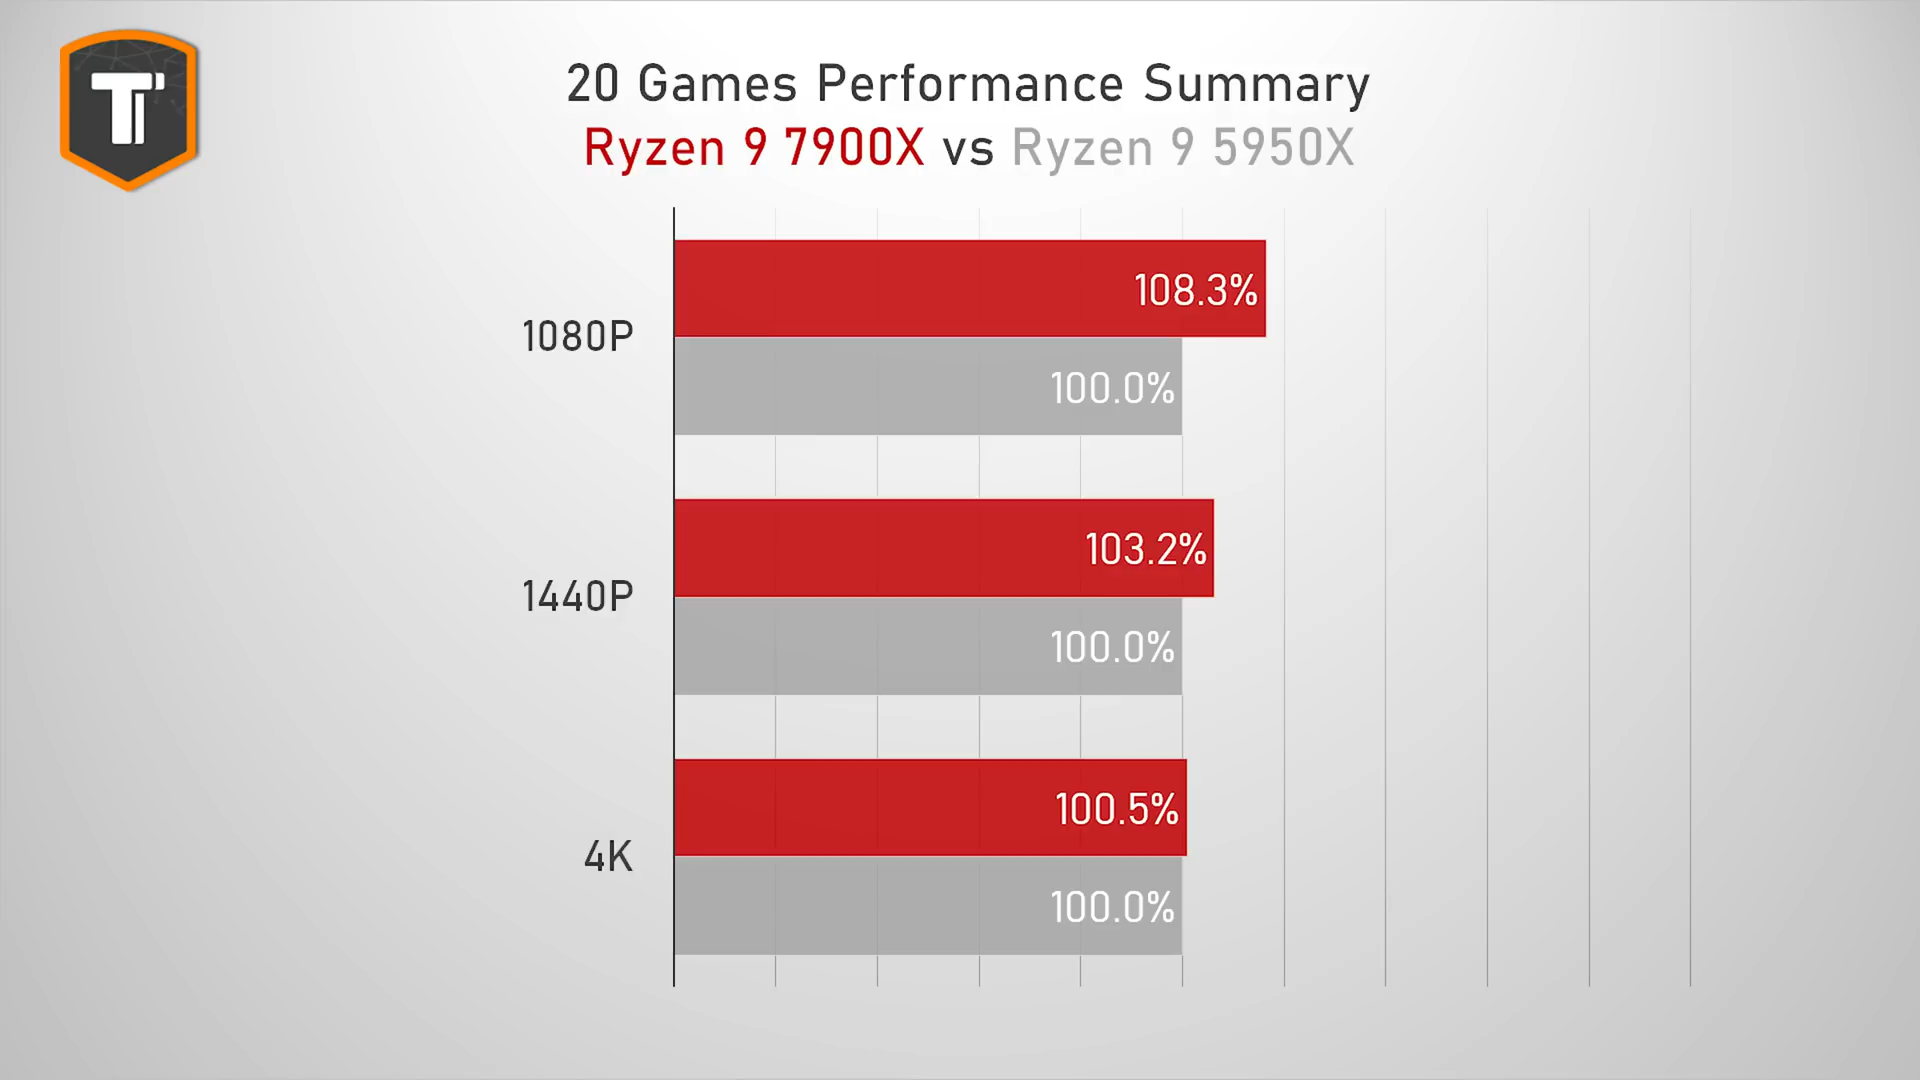 20 Games Performance Summary
Ryzen 9 7900X vs Ryzen 9 5950X
1080P
108.3%
100.0%
1440P
103.2%
100.0%
4K
100.5%
100.0%